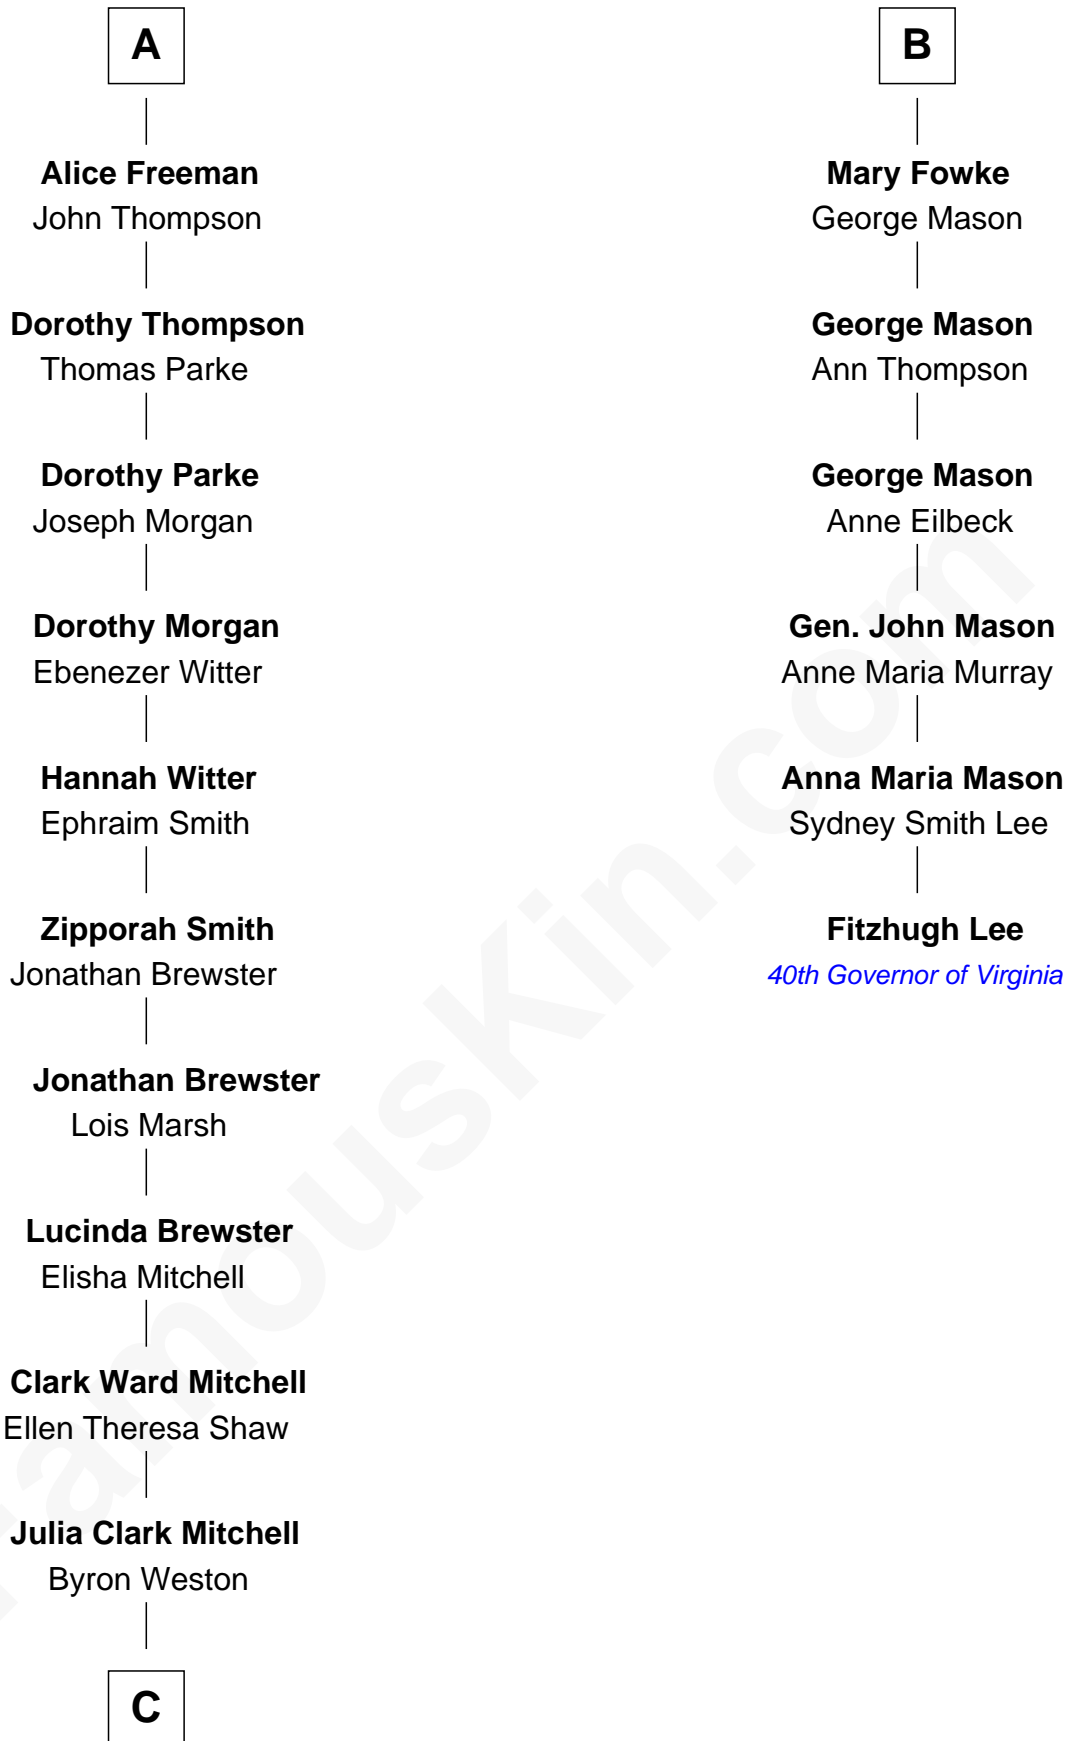 A
Alice Freeman
John Thompson
Dorothy Thompson
Thomas Parke
Dorothy Parke
Joseph Morgan
Dorothy Morgan
Ebenezer Witter
Hannah Witter
Ephraim Smith
Zipporah Smith
Jonathan Brewster
Jonathan Brewster
Lois Marsh
Lucinda Brewster
Elisha Mitchell
Clark Ward Mitchell
Ellen Theresa Shaw
Julia Clark Mitchell
Byron Weston
C
B
Mary Fowke
George Mason
George Mason
Ann Thompson
George Mason
Anne Eilbeck
Gen. John Mason
Anne Maria Murray
Anna Maria Mason
Sydney Smith Lee
Fitzhugh Lee
40th Governor of Virginia
FamousKin.com